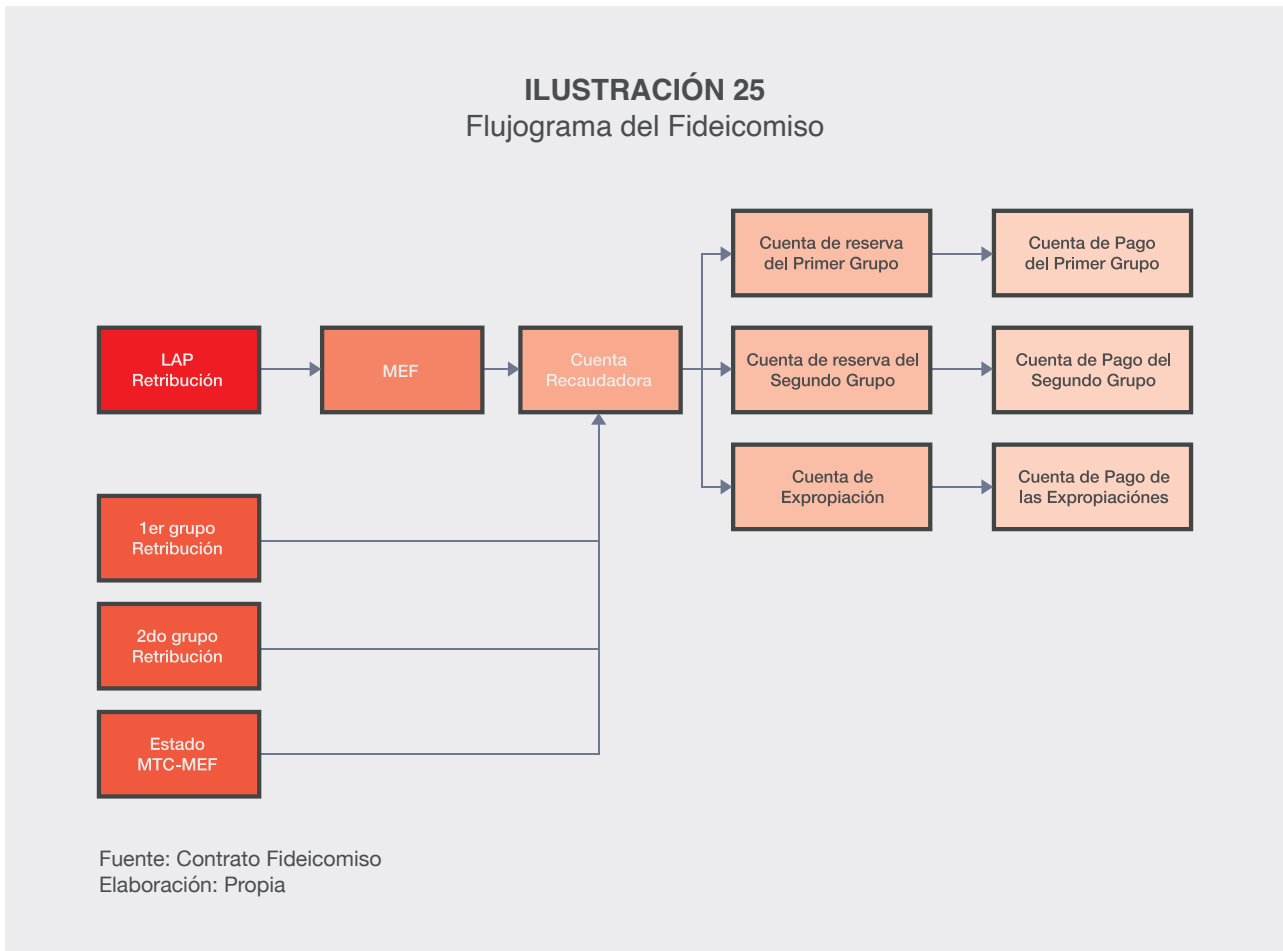 ILUSTRACIÓN 25
Flujograma del Fideicomiso
LAP
Retribución
MEF
Cuenta
Recaudadora
Cuenta de reserva
del Primer Grupo
Cuenta de Pago
del Primer Grupo
Cuenta de reserva del
Segundo Grupo
Cuenta de Pago del
Segundo Grupo
Cuenta de
Expropiación
Cuenta de Pago de
las Expropiaciónes
1er grupo
Retribución
2do grupo
Retribución
Estado
MTC-MEF
Fuente: Contrato Fideicomiso
Elaboración: Propia